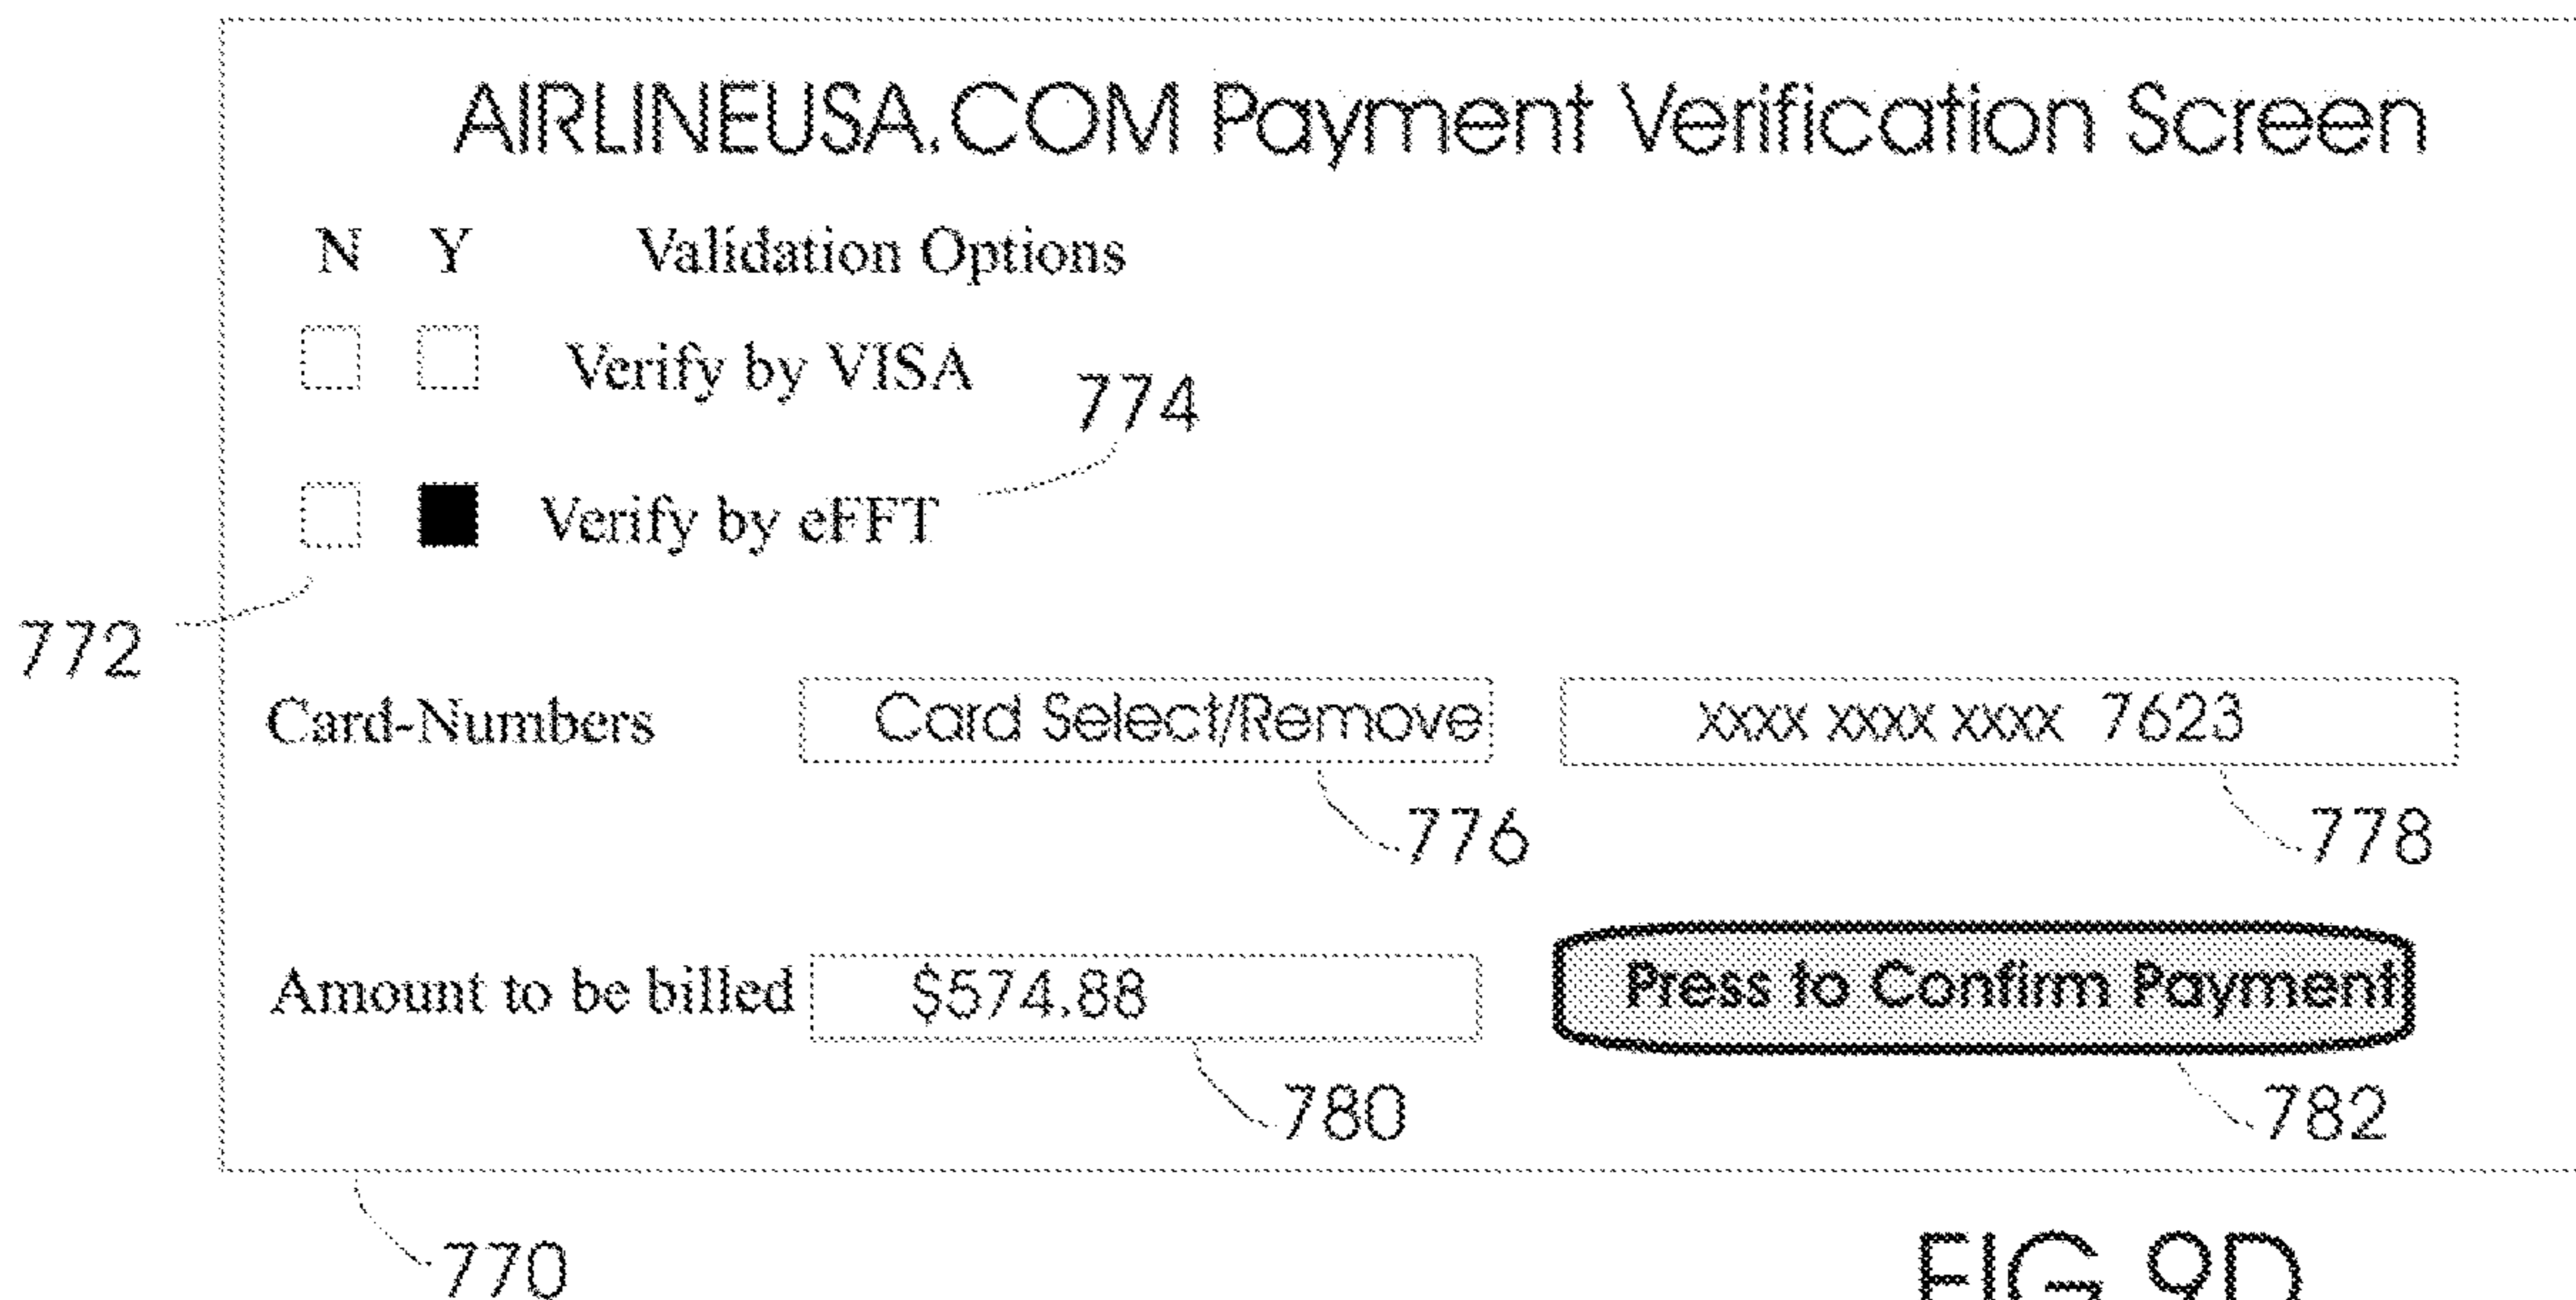 AIRLINEUSA.COM Payment Verification Screen
N Y Validation Options
Verify by VISA
774
Verify by eFFT
772
Card-Numbers Card Select/Remove xxxx xxxx xxxx 7623
776 778
Amount to be billed $574.88 Press to Confirm Payment
780 782
770
FIG 9D